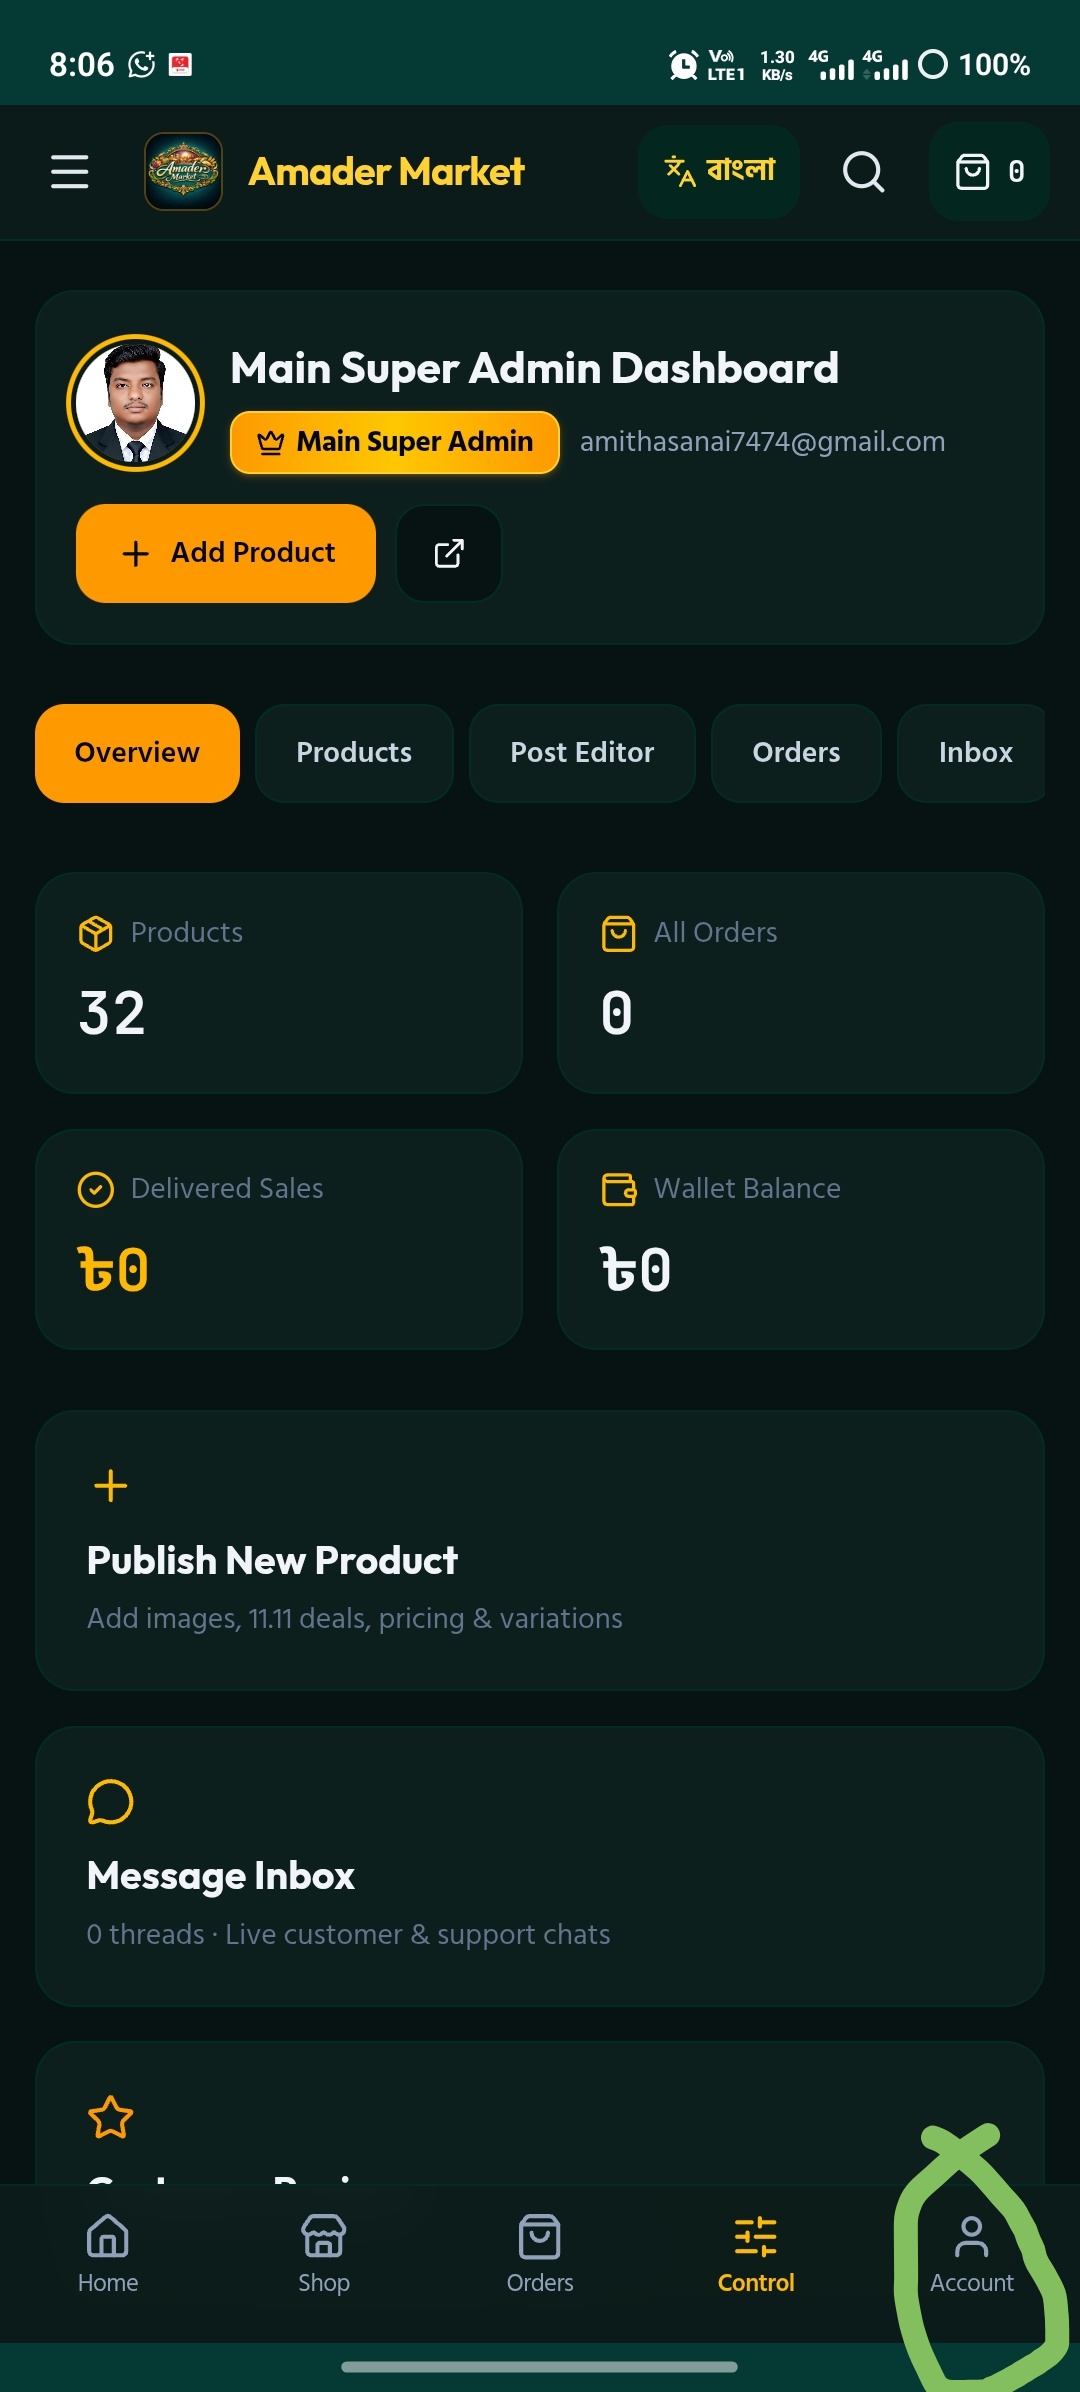 8:06
Vo)) LTE1
1.30 KB/s
4G
4G
100%
Amader Market
Amader Market
বাংলা
0
Main Super Admin Dashboard
Main Super Admin
amithasanai7474@gmail.com
Add Product
Overview
Products
Post Editor
Orders
Inbox
Products
32
All Orders
0
Delivered Sales
৳0
Wallet Balance
৳0
Publish New Product
Add images, 11.11 deals, pricing & variations
Message Inbox
0 threads · Live customer & support chats
Home
Shop
Orders
Control
Account